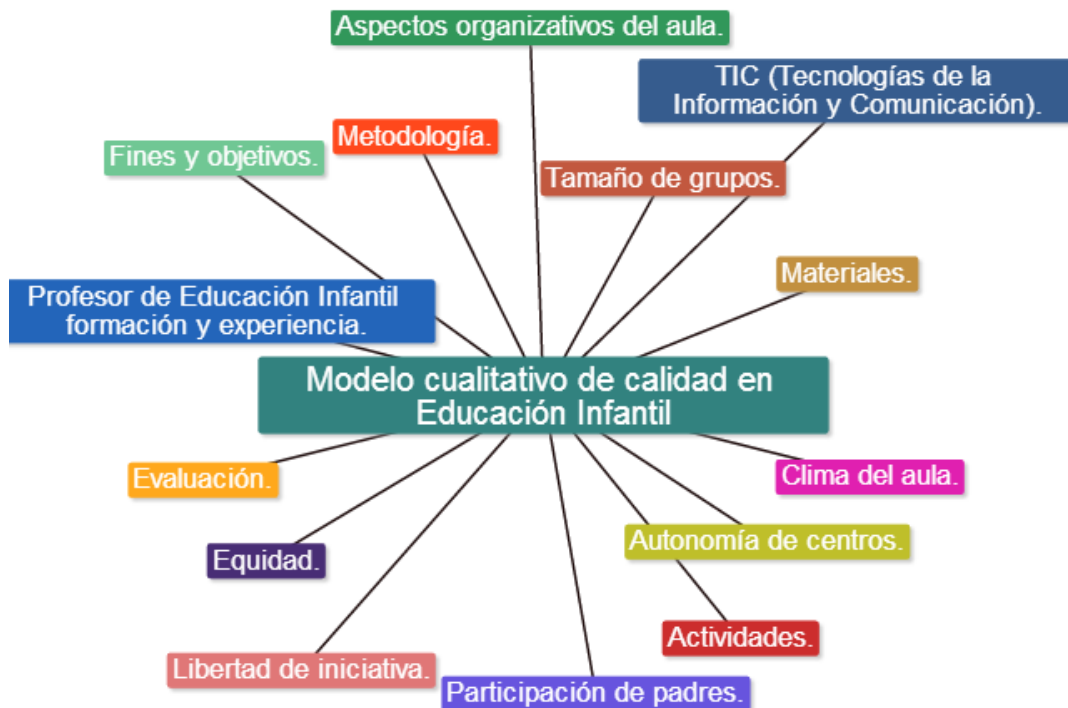 Aspectos organizativos del aula.
TIC (Tecnologías de la
Información y Comunicación).
Metodología.
Fines y objetivos.
Tamaño de grupos.
Materiales.
Profesor de Educación Infantil
formación y experiencia.
Modelo cualitativo de calidad en
Educación Infantil
Evaluación.
Clima del aula.
Autonomía de centros.
Equidad.
Actividades.
Libertad de iniciativa.
Participación de padres.